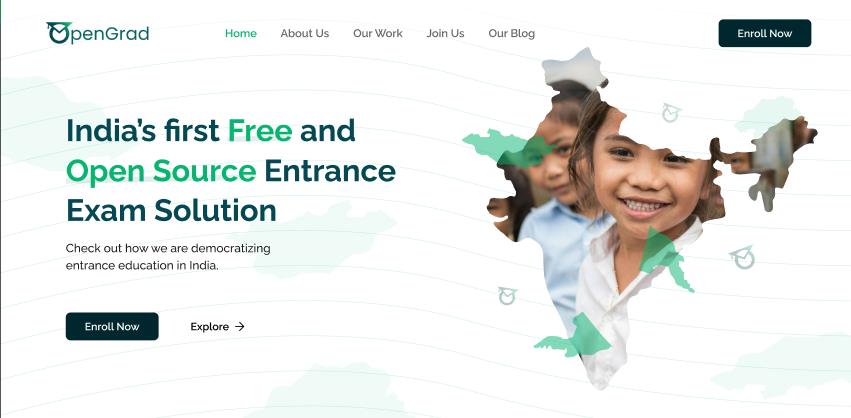 OpenGrad
Home
About Us
Our Work
Join Us
Our Blog
Enroll Now
India's first Free and
Open Source Entrance
Exam Solution
Check out how we are democratizing
entrance education in India.
Enroll Now
Explore →